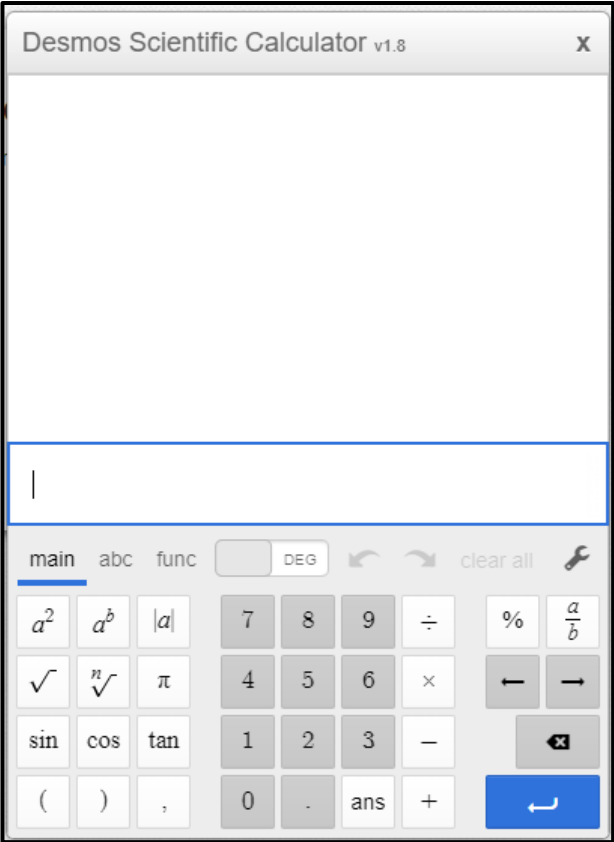 Desmos Scientific Calculator v1.8 x
main abc func DEG clear all
a² aᵇ |a| 7 8 9 ÷ % a/b
√ ⁿ√ π 4 5 6 × ← →
sin cos tan 1 2 3 −
( ) , 0 . ans +